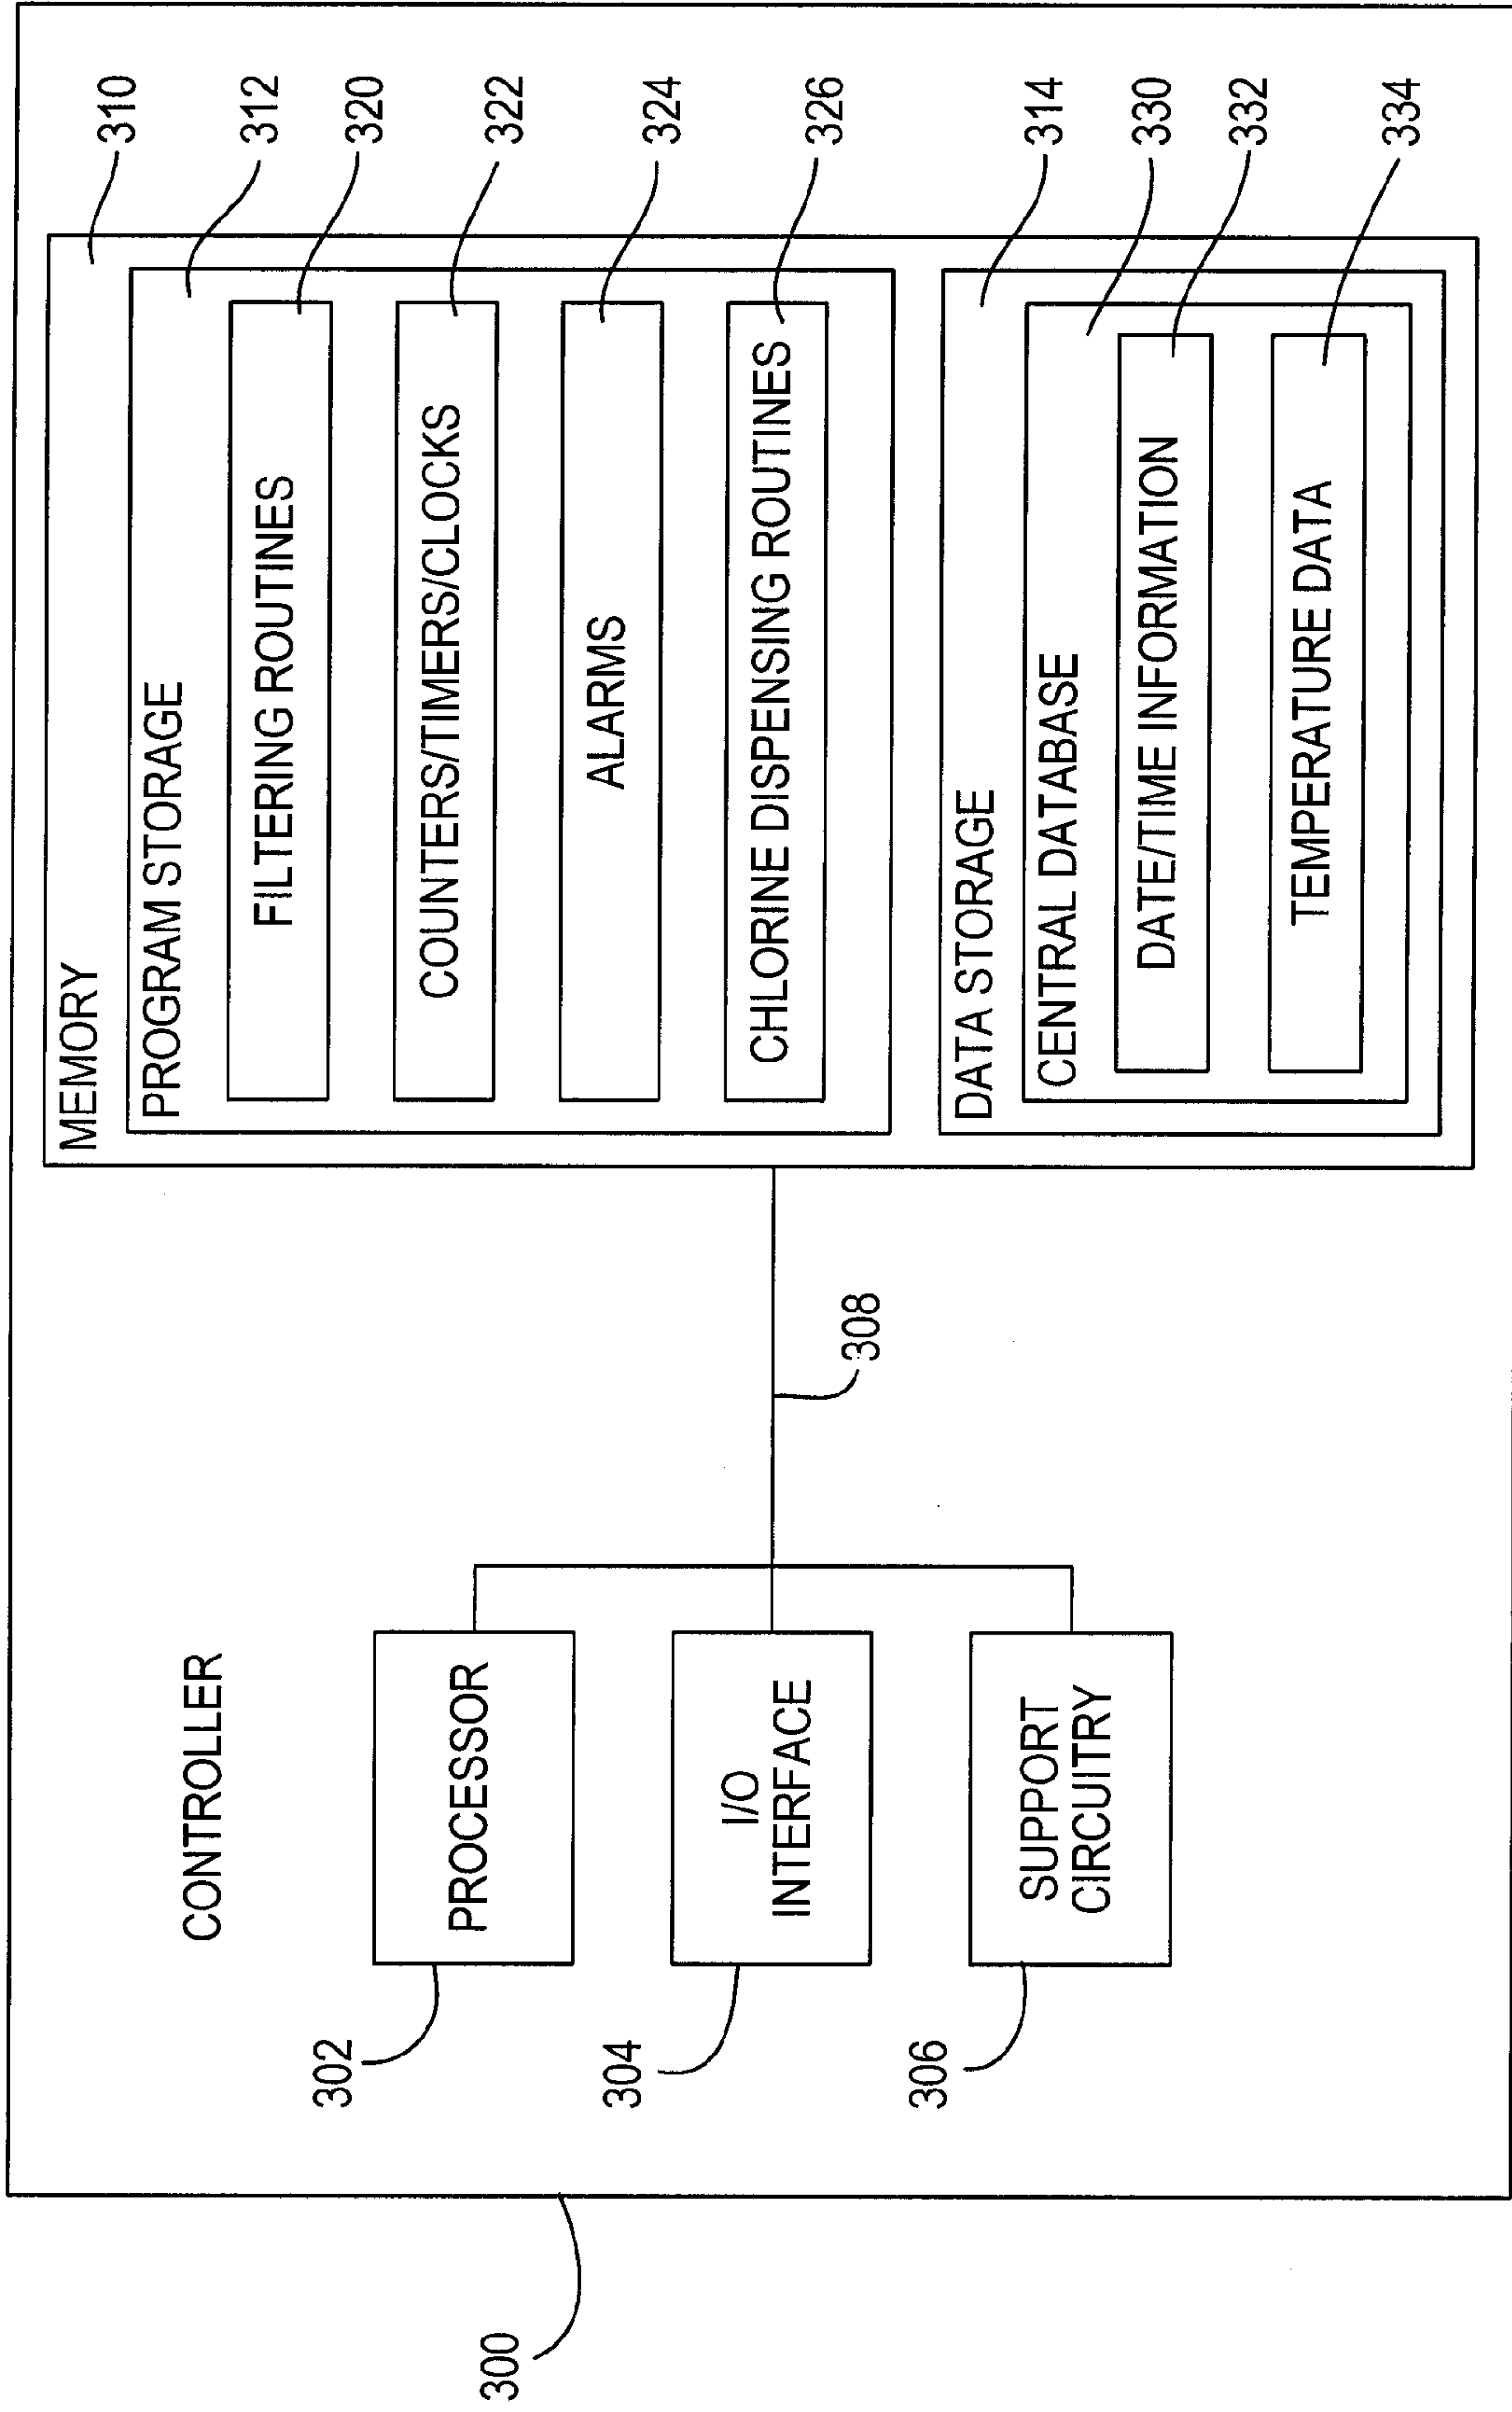 CONTROLLER
300
302
PROCESSOR
304
I/O
INTERFACE
306
SUPPORT
CIRCUITRY
308
MEMORY
310
PROGRAM STORAGE
312
FILTERING ROUTINES
320
COUNTERS/TIMERS/CLOCKS
322
ALARMS
324
CHLORINE DISPENSING ROUTINES
326
DATA STORAGE
314
CENTRAL DATABASE
330
DATE/TIME INFORMATION
332
TEMPERATURE DATA
334